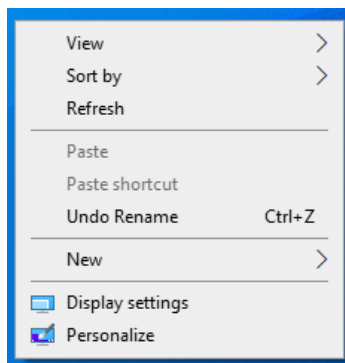 View
Sort by
Refresh
Paste
Paste shortcut
Undo Rename Ctrl+Z
New
Display settings
Personalize